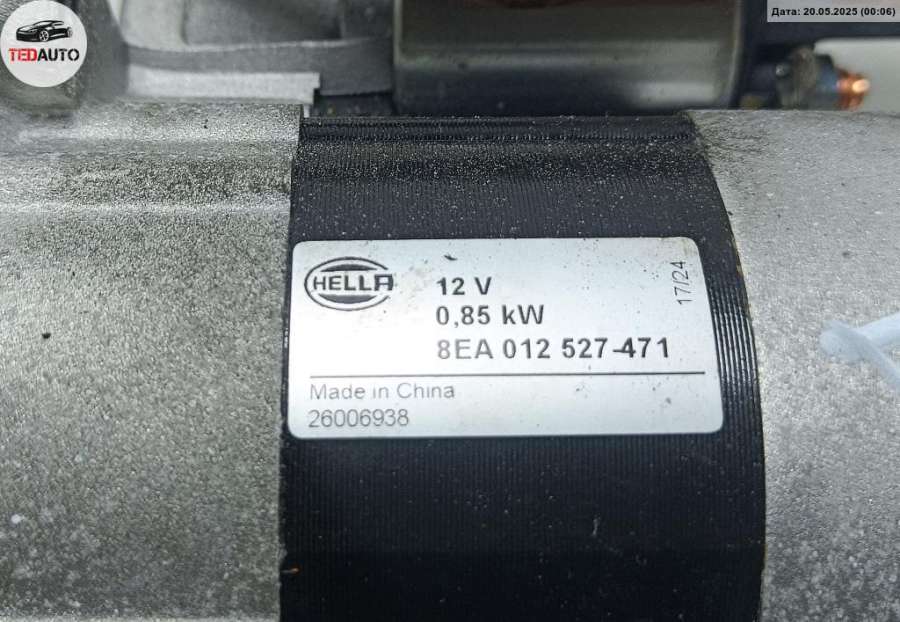 TEDAUTO
Дата: 20.05.2025 (00:06)
HELLA
12 V
0,85 kW
8EA 012 527-471
17/24
Made in China
26006938